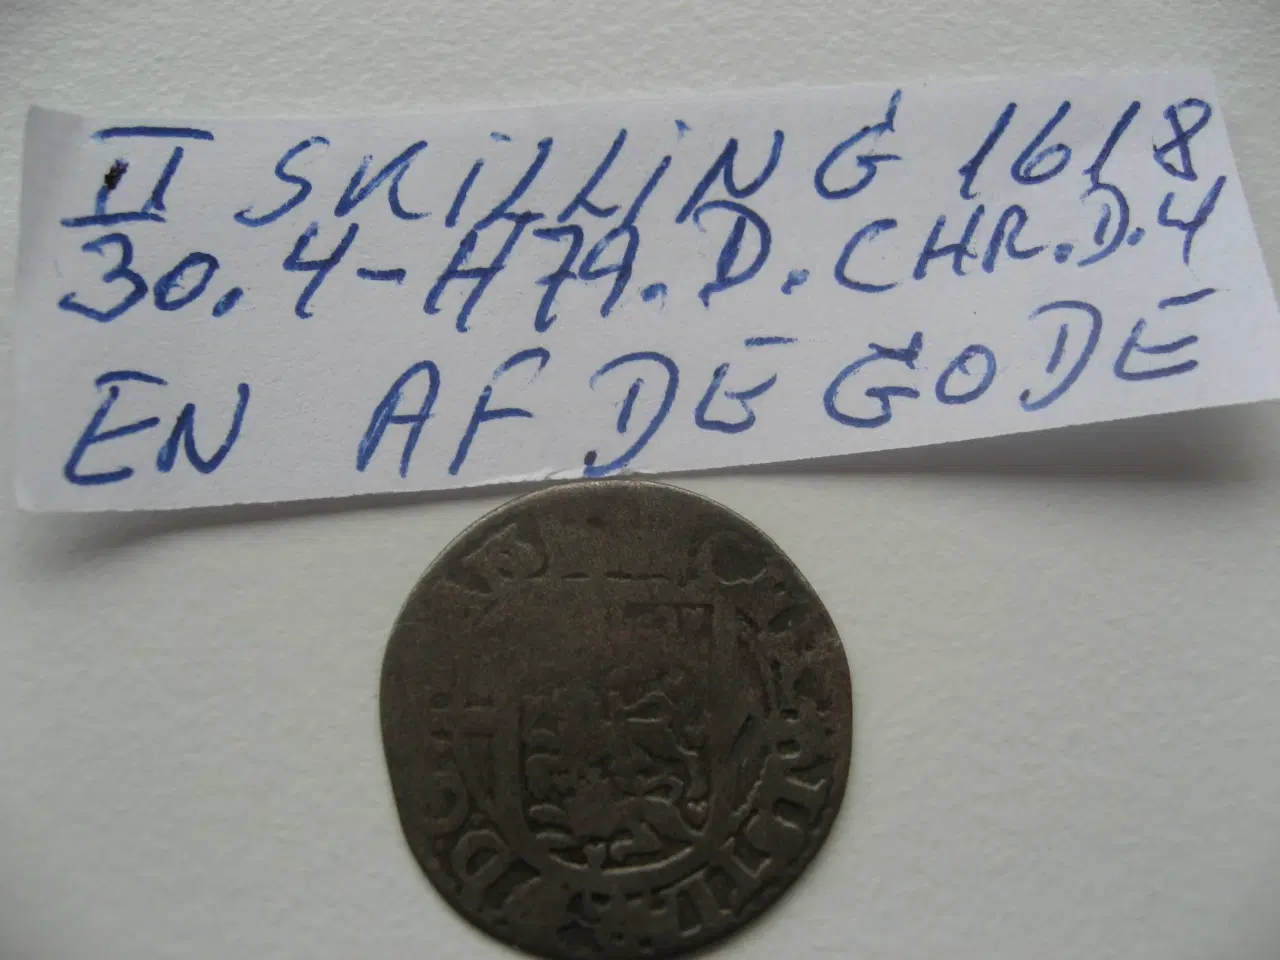 II SKiLLiNG 1618
30.4-H79.D.CHR.D.4
EN AF DE GODE